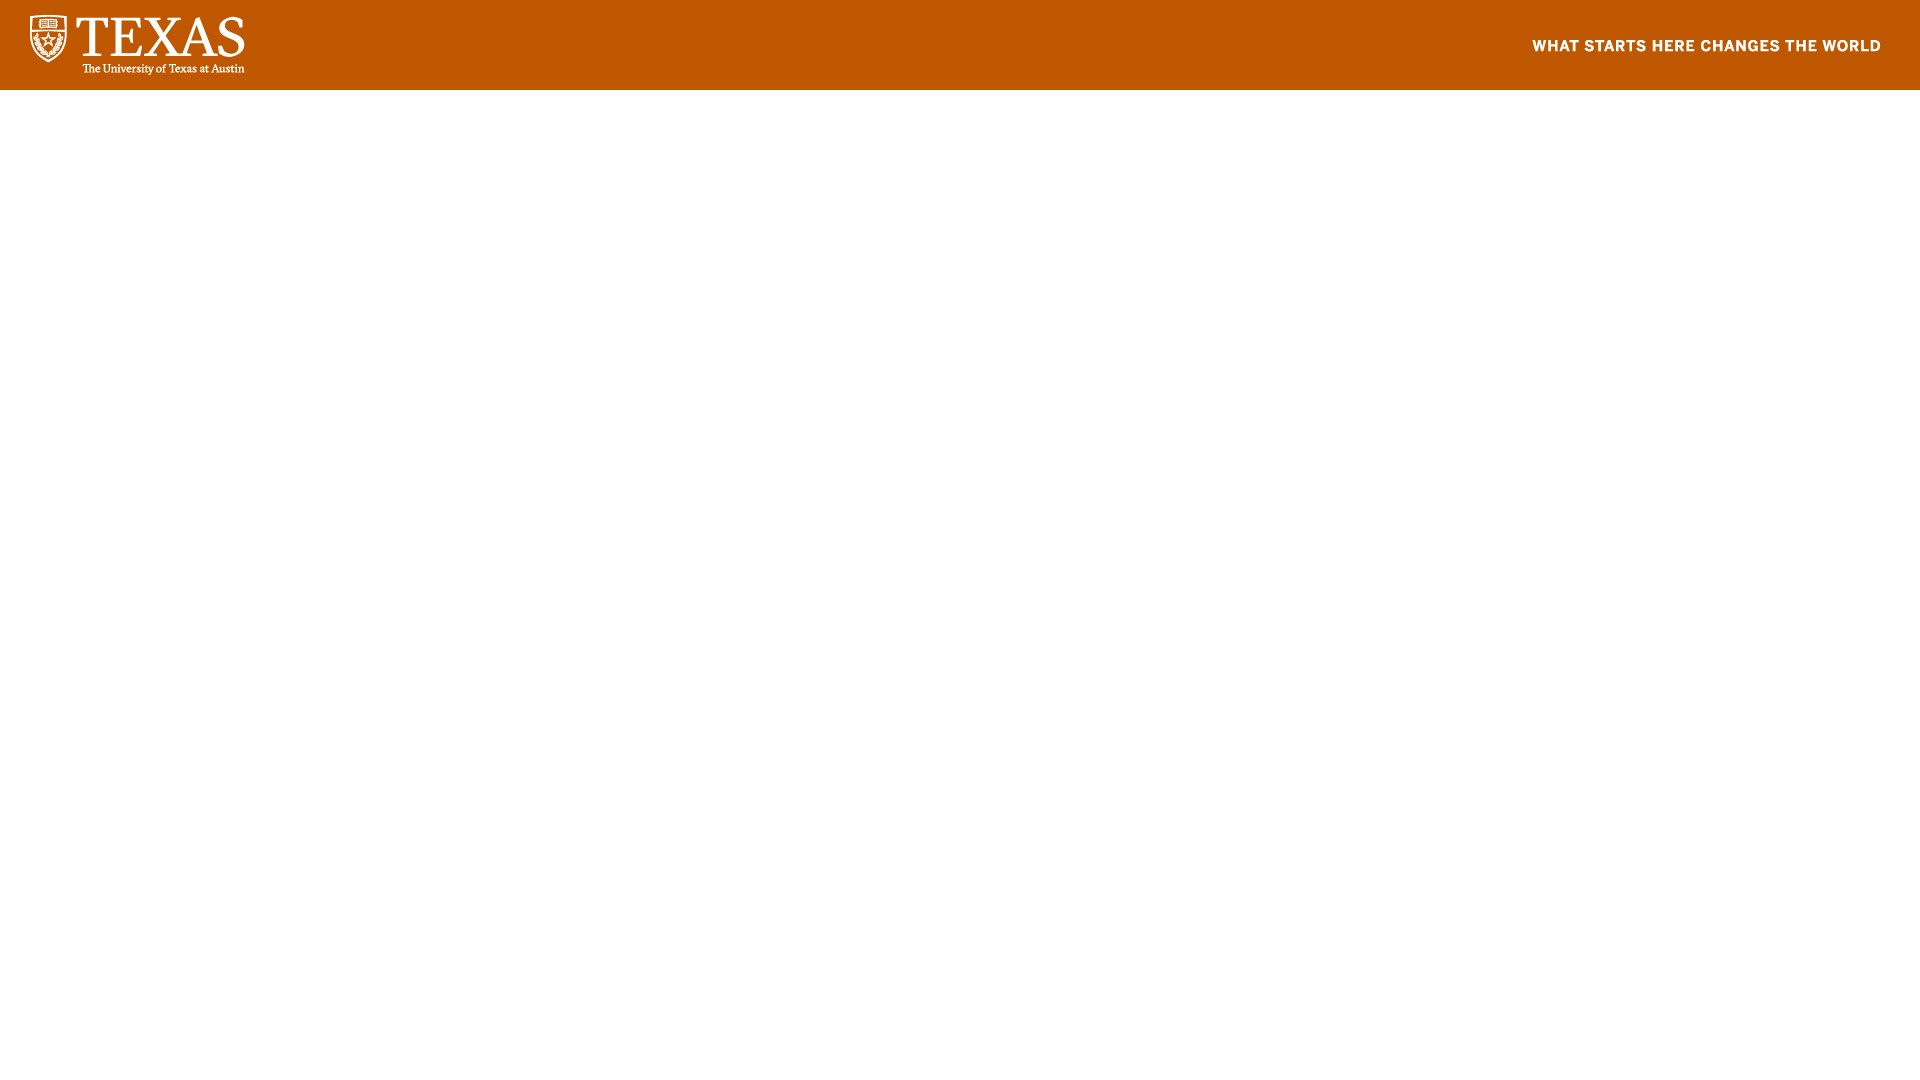 TEXAS
The University of Texas at Austin
WHAT STARTS HERE CHANGES THE WORLD